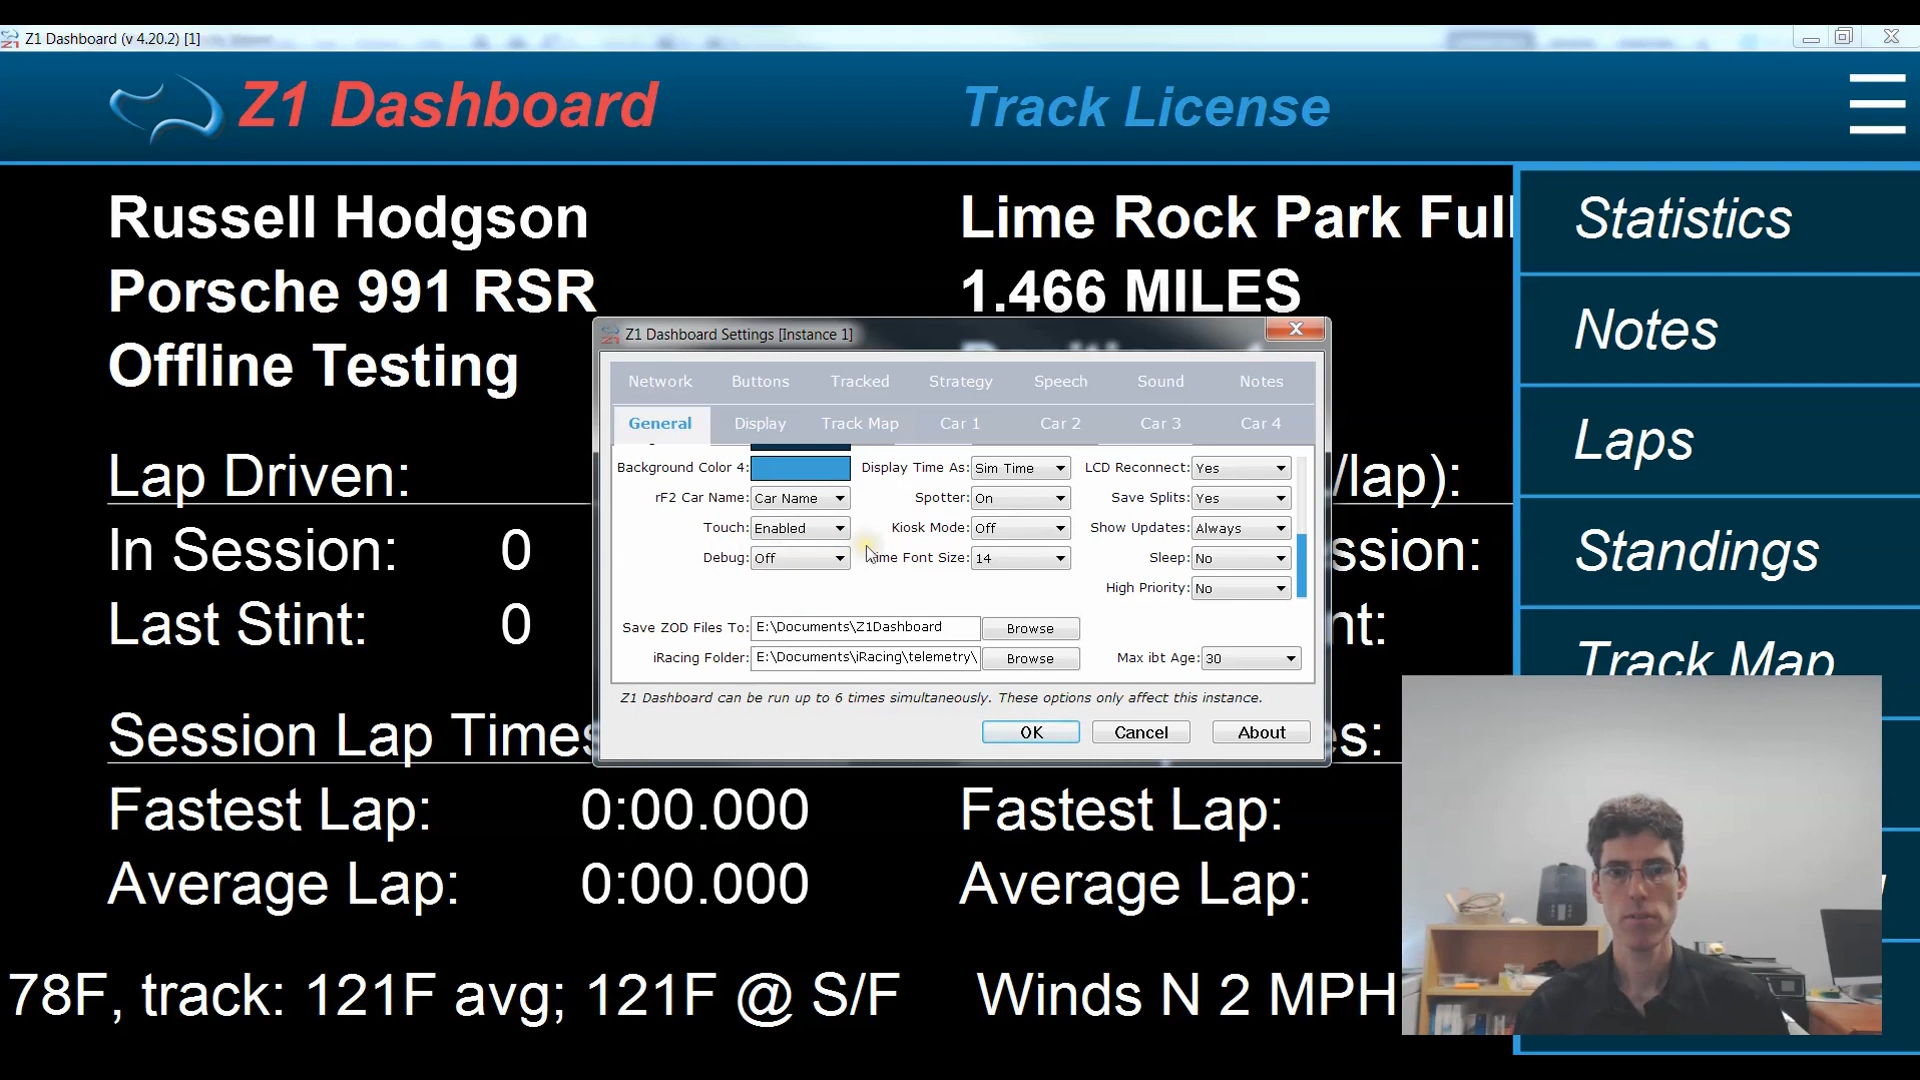 Z1 Dashboard (v 4.20.2) [1]
Z1 Dashboard
Track License
Russell Hodgson
Lime Rock Park Full
Porsche 991 RSR
1.466 MILES
Offline Testing
Lap Driven:
/lap):
In Session: 0
ssion:
Last Stint: 0
nt:
Session Lap Times
es:
Fastest Lap: 0:00.000
Fastest Lap:
Average Lap: 0:00.000
Average Lap:
78F, track: 121F avg; 121F @ S/F
Winds N 2 MPH
Statistics
Notes
Laps
Standings
Track Map
Z1 Dashboard Settings [Instance 1]
Network Buttons Tracked Strategy Speech Sound Notes
General Display Track Map Car 1 Car 2 Car 3 Car 4
Background Color 4: Display Time As: Sim Time LCD Reconnect: Yes
rF2 Car Name: Car Name Spotter: On Save Splits: Yes
Touch: Enabled Kiosk Mode: Off Show Updates: Always
Debug: Off ime Font Size: 14 Sleep: No
High Priority: No
Save ZOD Files To: E:\Documents\Z1Dashboard Browse
iRacing Folder: E:\Documents\iRacing\telemetry\ Browse Max ibt Age: 30
Z1 Dashboard can be run up to 6 times simultaneously. These options only affect this instance.
OK Cancel About